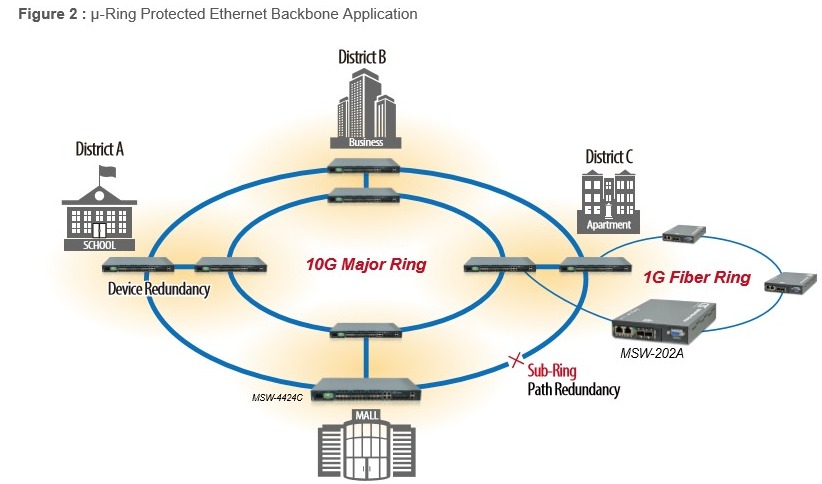 Figure 2 : μ-Ring Protected Ethernet Backbone Application
District B
Business
District A
SCHOOL
District C
Apartment
10G Major Ring
1G Fiber Ring
Device Redundancy
MSW-202A
Sub-Ring
Path Redundancy
MSW-4424C
MALL